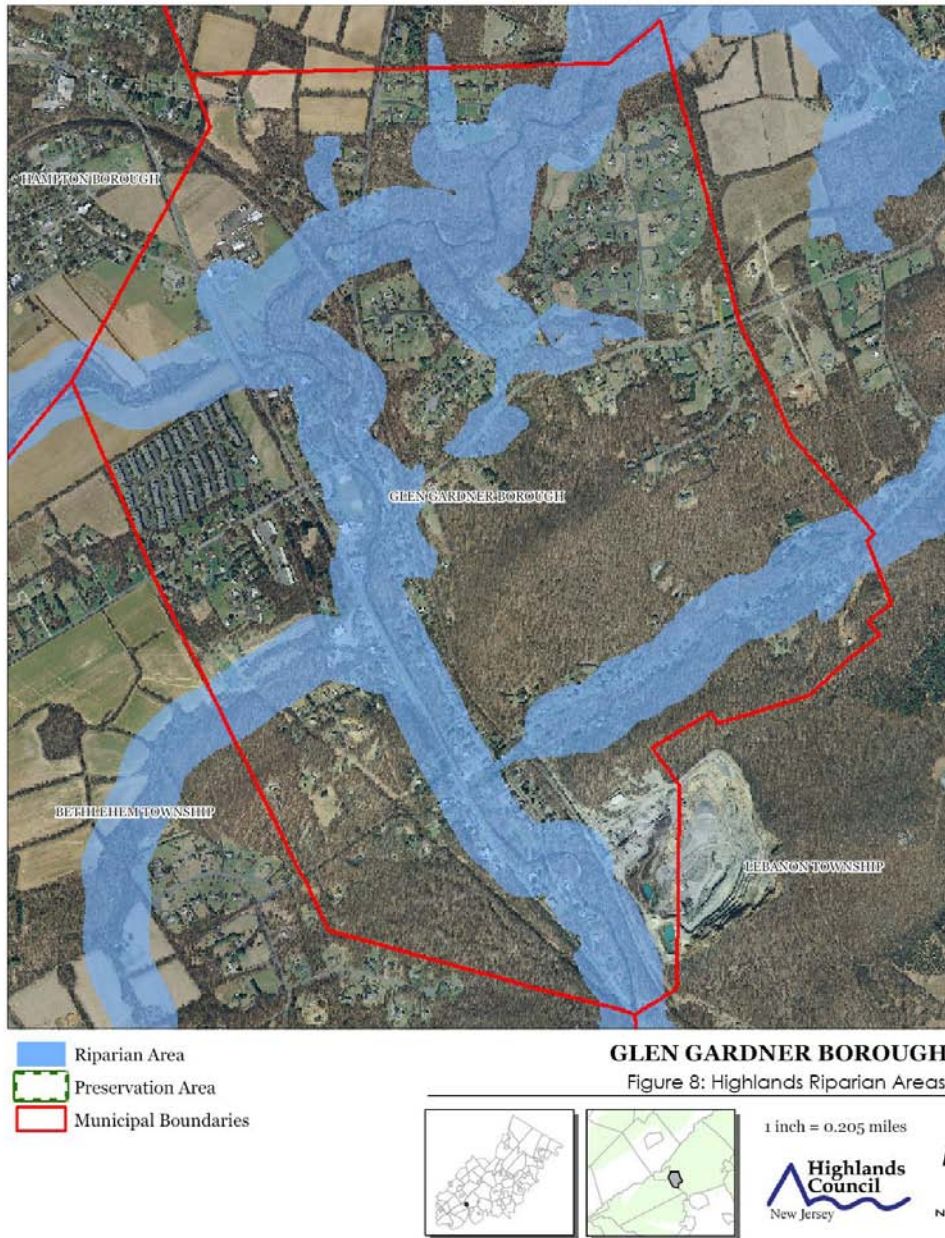 HAMPTON BOROUGH
GLEN GARDNER BOROUGH
BETHLEHEM TOWNSHIP
LEBANON TOWNSHIP
Riparian Area
Preservation Area
Municipal Boundaries
GLEN GARDNER BOROUGH
Figure 8: Highlands Riparian Areas
1 inch = 0.205 miles
Highlands
Council
New Jersey
N